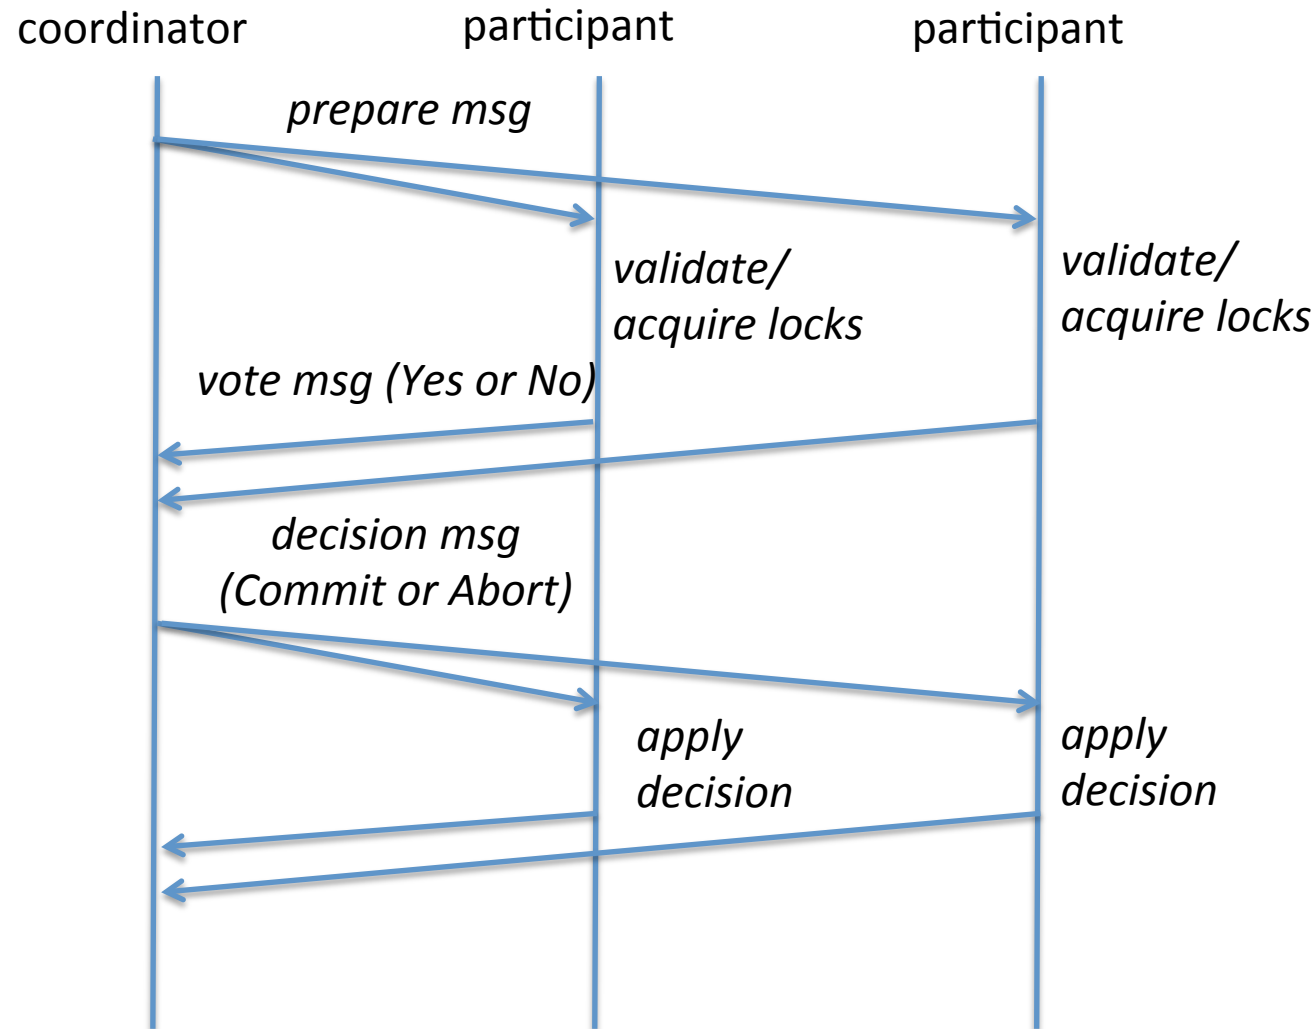 coordinator
participant
participant
prepare msg
validate/
acquire locks
validate/
acquire locks
vote msg (Yes or No)
decision msg
(Commit or Abort)
apply
decision
apply
decision